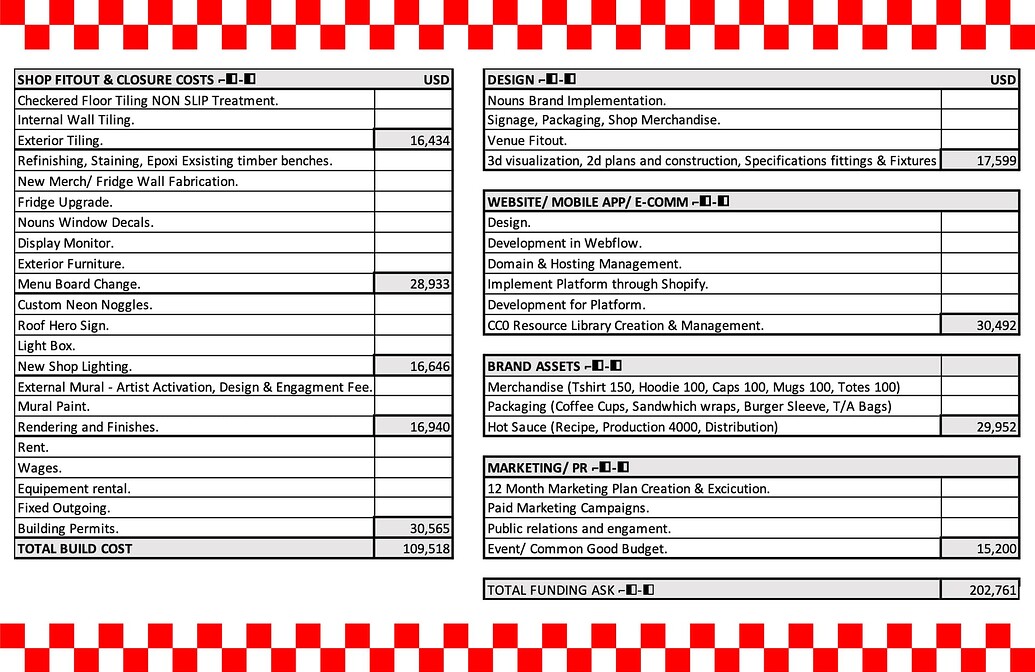 SHOP FITOUT & CLOSURE COSTS ⌐◧-◧ USD
Checkered Floor Tiling NON SLIP Treatment.
Internal Wall Tiling.
Exterior Tiling. 16,434
Refinishing, Staining, Epoxi Exsisting timber benches.
New Merch/ Fridge Wall Fabrication.
Fridge Upgrade.
Nouns Window Decals.
Display Monitor.
Exterior Furniture.
Menu Board Change. 28,933
Custom Neon Noggles.
Roof Hero Sign.
Light Box.
New Shop Lighting. 16,646
External Mural - Artist Activation, Design & Engagment Fee.
Mural Paint.
Rendering and Finishes. 16,940
Rent.
Wages.
Equipement rental.
Fixed Outgoing.
Building Permits. 30,565
TOTAL BUILD COST 109,518
DESIGN ⌐◧-◧ USD
Nouns Brand Implementation.
Signage, Packaging, Shop Merchandise.
Venue Fitout.
3d visualization, 2d plans and construction, Specifications fittings & Fixtures 17,599
WEBSITE/ MOBILE APP/ E-COMM ⌐◧-◧
Design.
Development in Webflow.
Domain & Hosting Management.
Implement Platform through Shopify.
Development for Platform.
CC0 Resource Library Creation & Management. 30,492
BRAND ASSETS ⌐◧-◧
Merchandise (Tshirt 150, Hoodie 100, Caps 100, Mugs 100, Totes 100)
Packaging (Coffee Cups, Sandwhich wraps, Burger Sleeve, T/A Bags)
Hot Sauce (Recipe, Production 4000, Distribution) 29,952
MARKETING/ PR ⌐◧-◧
12 Month Marketing Plan Creation & Excicution.
Paid Marketing Campaigns.
Public relations and engament.
Event/ Common Good Budget. 15,200
TOTAL FUNDING ASK ⌐◧-◧ 202,761